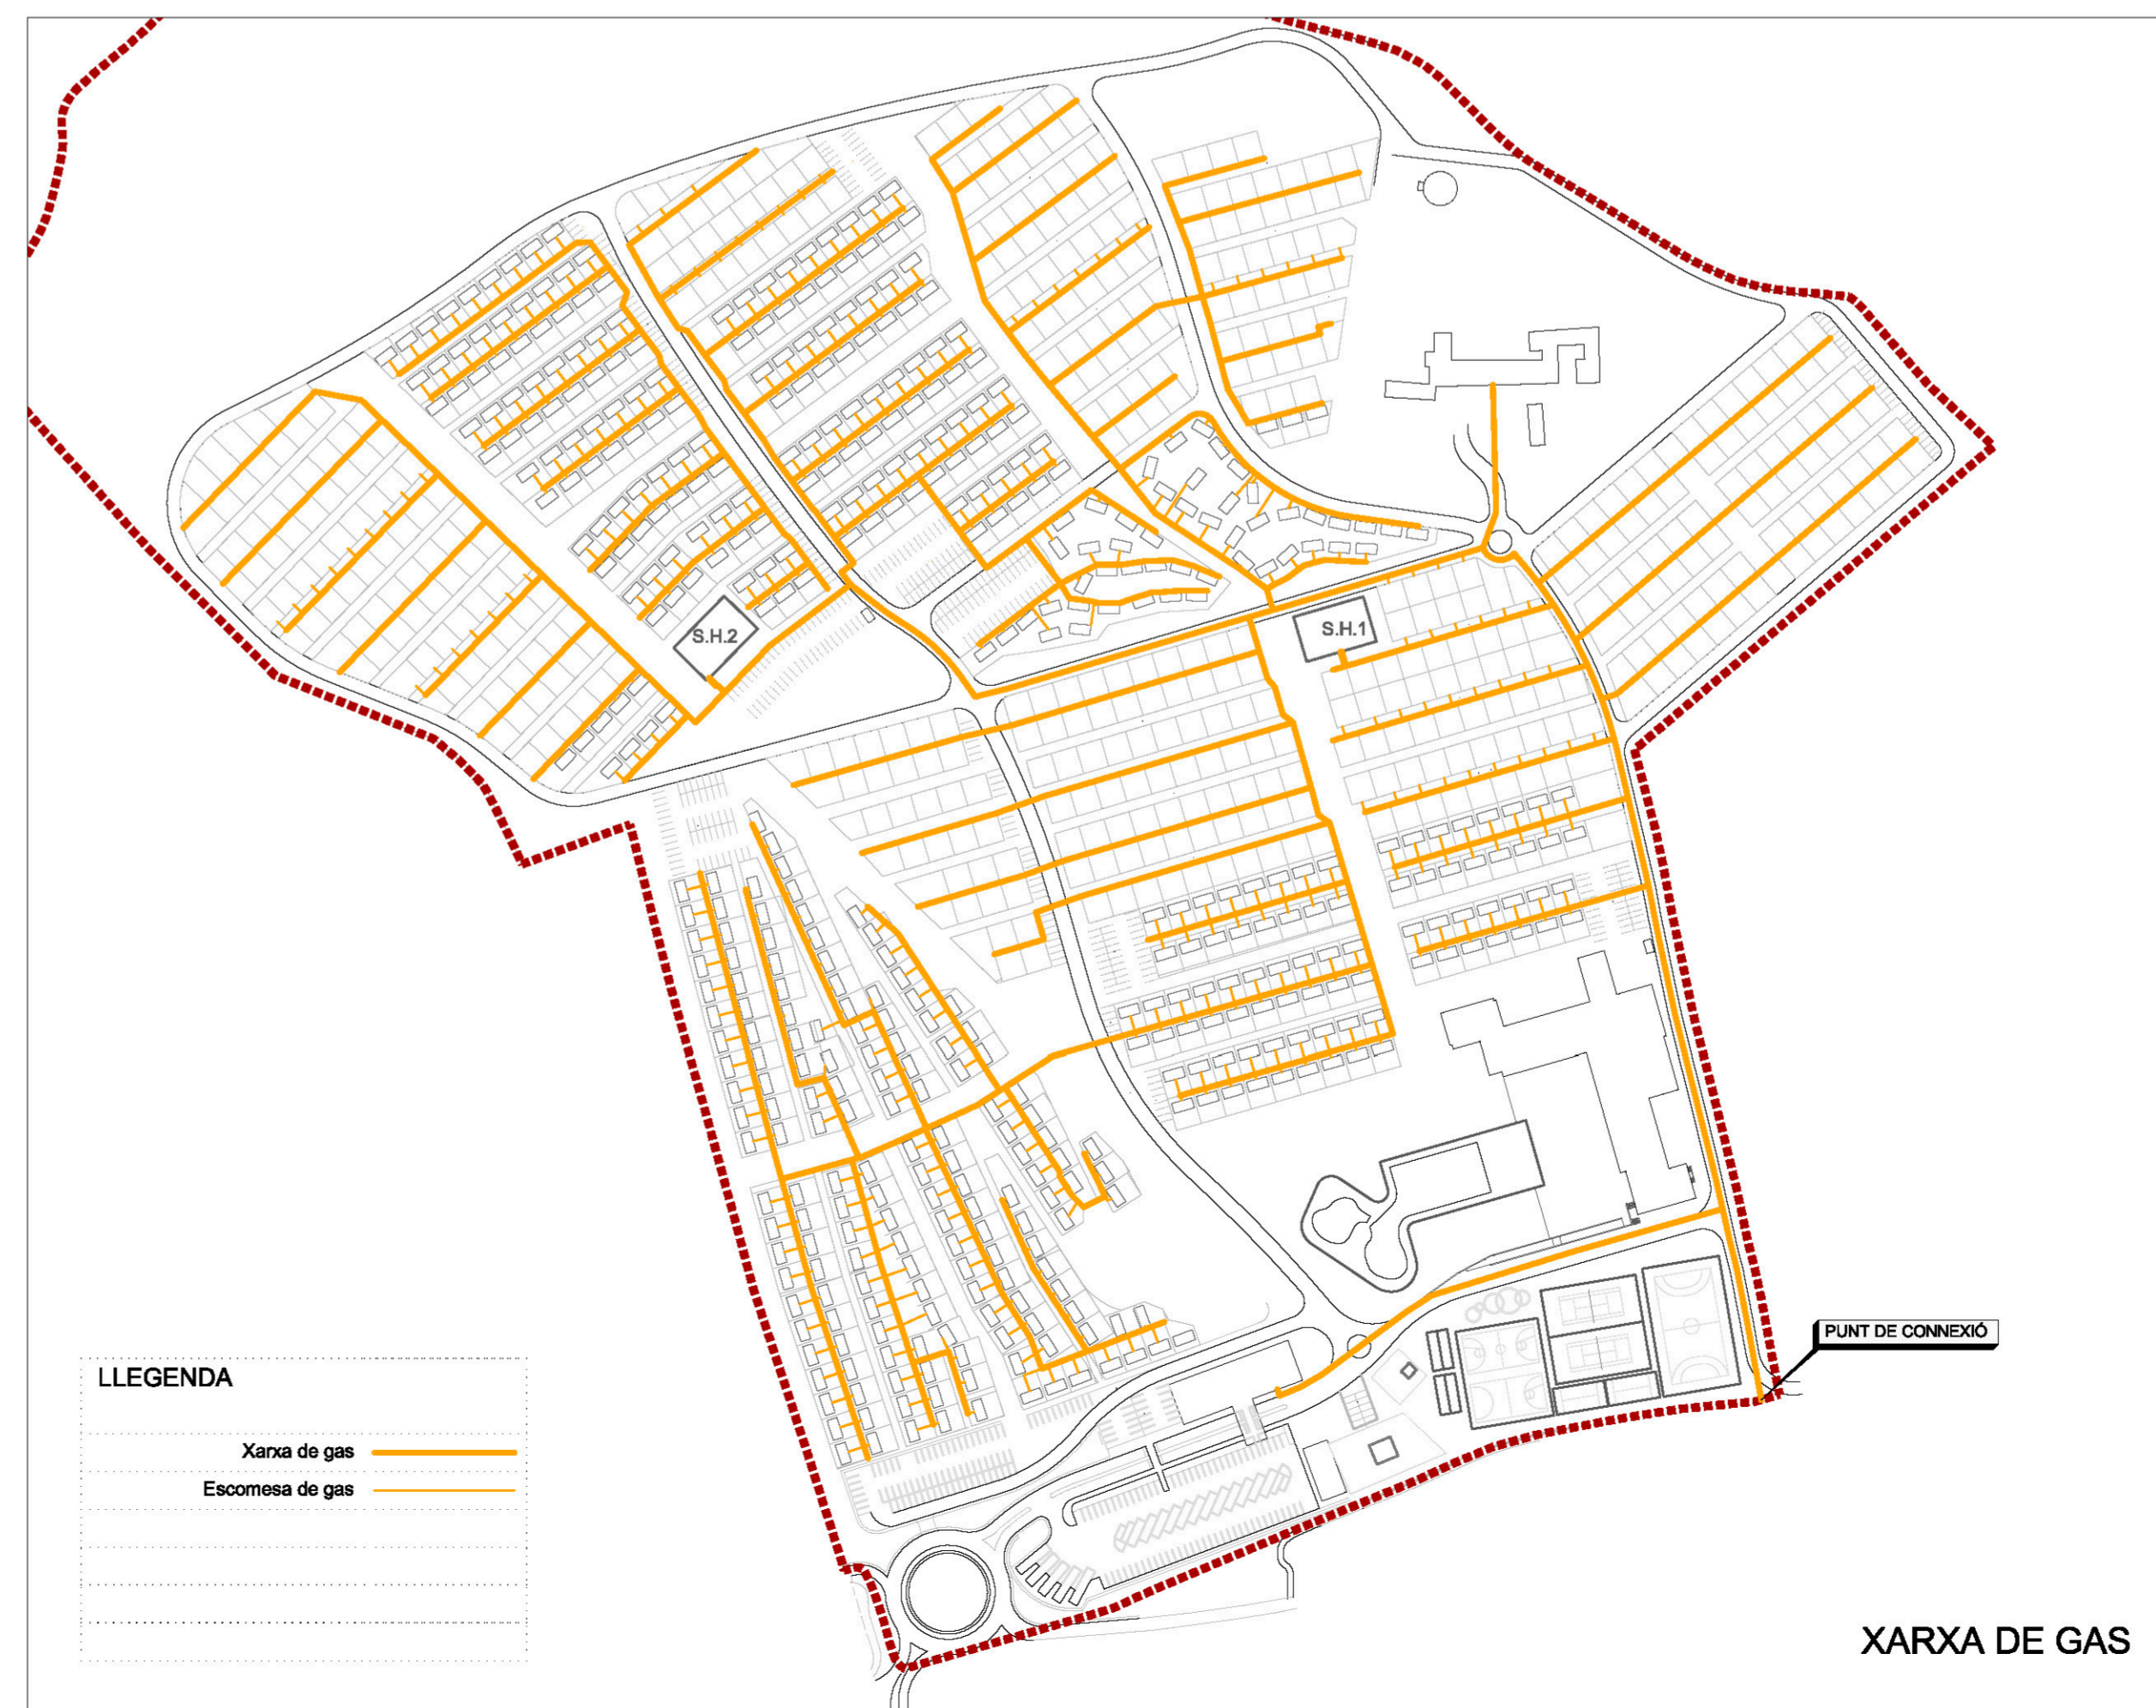 S.H.2
S.H.1
PUNT DE CONNEXIÓ
LLEGENDA
Xarxa de gas
Escomesa de gas
XARXA DE GAS